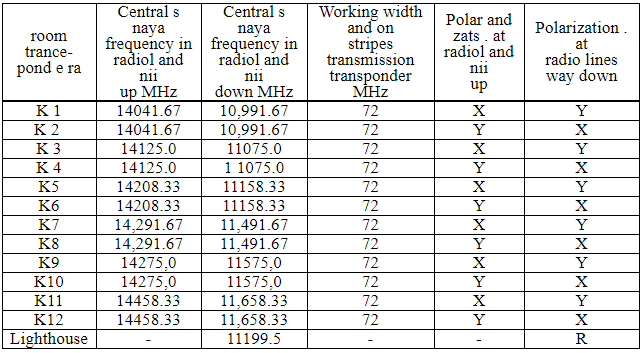 room
trance-
pond e ra
Central s
naya
frequency in
radiol and
nii
up MHz
Central s
naya
frequency in
radiol and
nii
down MHz
Working width
and on
stripes
transmission
transponder
MHz
Polar and
zats . at
radiol and
nii
up
Polarization .
at
radio lines
way down
K 1 14041.67 10,991.67 72 X Y
K 2 14041.67 10,991.67 72 Y X
K 3 14125.0 11075.0 72 X Y
K 4 14125.0 1 1075.0 72 Y X
K5 14208.33 11158.33 72 X Y
K6 14208.33 11158.33 72 Y X
K7 14,291.67 11,491.67 72 X Y
K8 14,291.67 11,491.67 72 Y X
K9 14275,0 11575,0 72 X Y
K10 14275,0 11575,0 72 Y X
K11 14458.33 11,658.33 72 X Y
K12 14458.33 11,658.33 72 Y X
Lighthouse - 11199.5 - - R